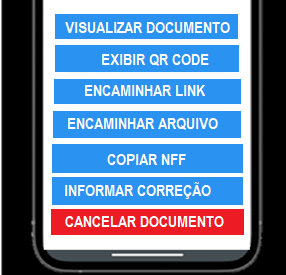 VISUALIZAR DOCUMENTO
EXIBIR QR CODE
ENCAMINHAR LINK
ENCAMINHAR ARQUIVO
COPIAR NFF
INFORMAR CORREÇÃO
CANCELAR DOCUMENTO